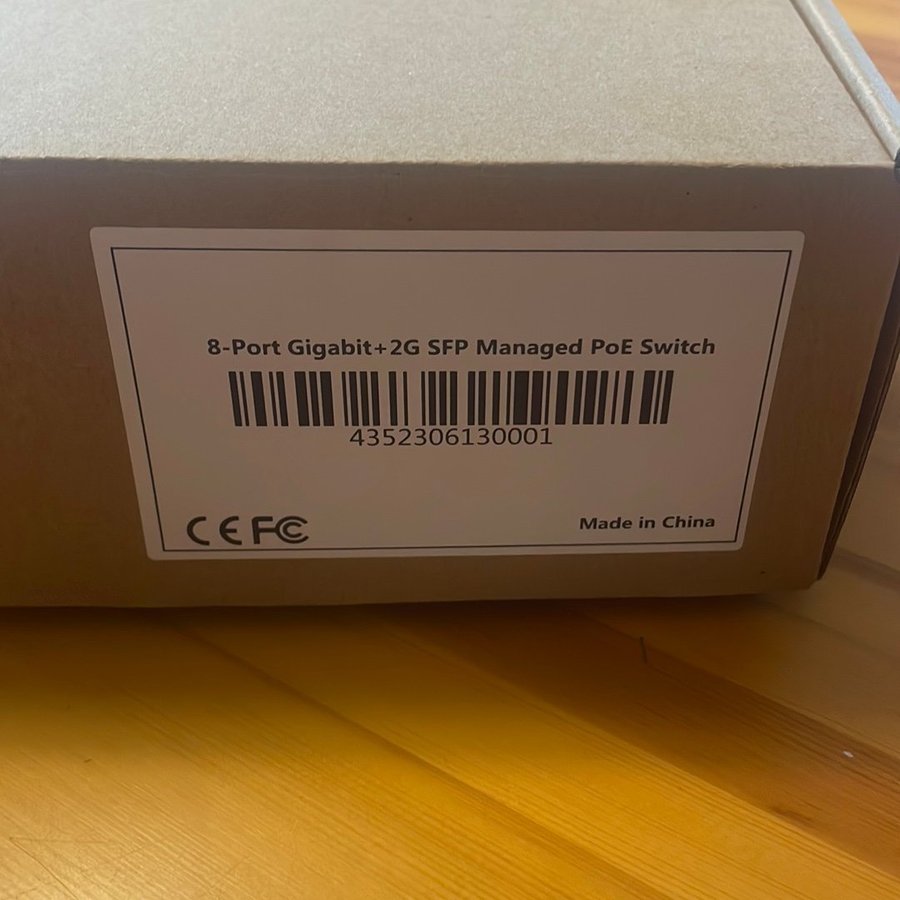 8-Port Gigabit+2G SFP Managed PoE Switch
4352306130001
CE FC
Made in China